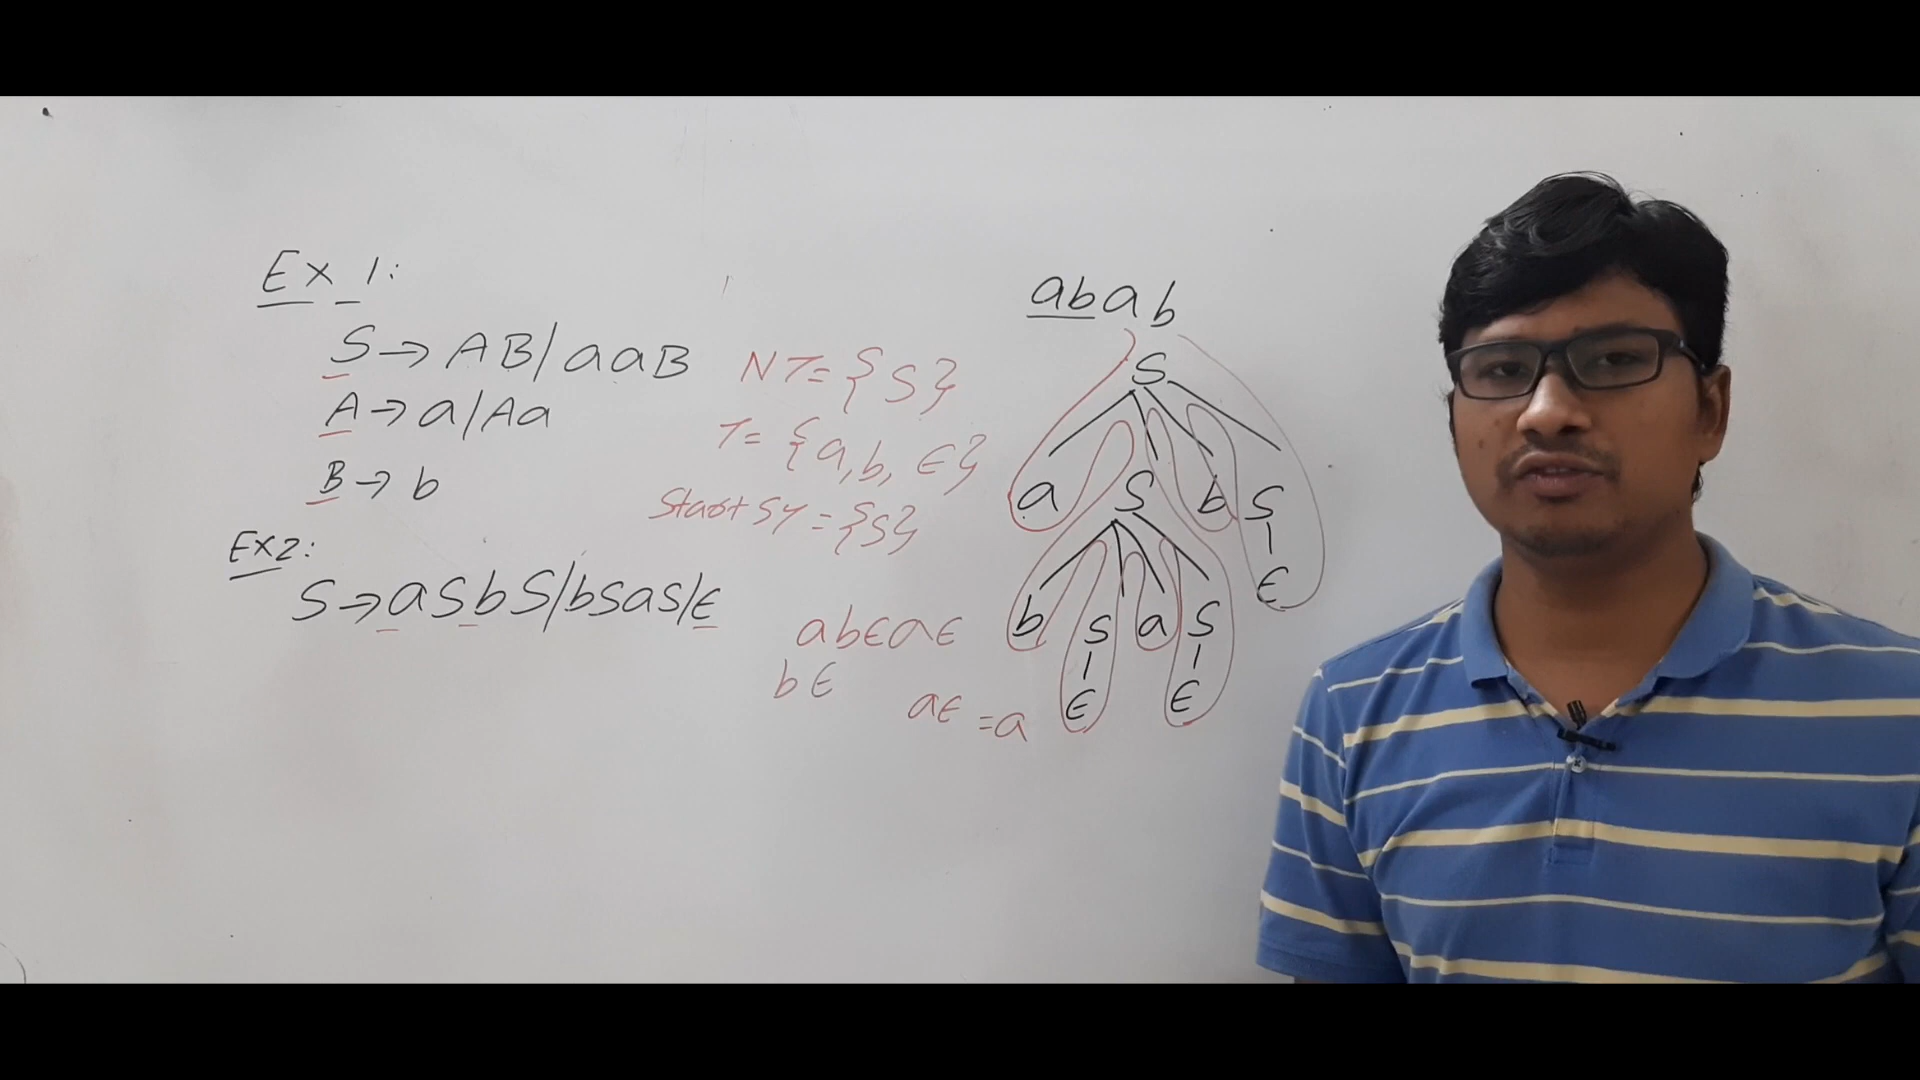 Ex 1:
S → AB/aaB
A → a/Aa
B → b
Ex2:
S → aSbS/bSaS/ϵ
NT = {S}
T = {a,b, ϵ}
Start Sy = {S}
abϵaϵ
bϵ
aϵ = a
abab
S
a S b S
ϵ
b S a S
ϵ ϵ